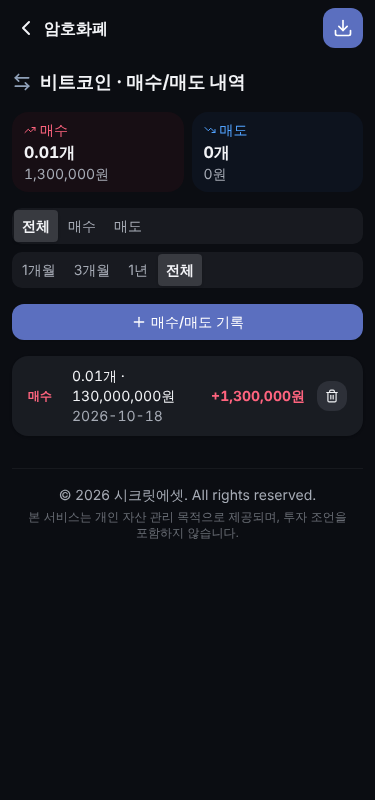 암호화폐
비트코인 · 매수/매도 내역
매수
0.01개
1,300,000원
매도
0개
0원
전체 매수 매도
1개월 3개월 1년 전체
+ 매수/매도 기록
매수
0.01개 ·
130,000,000원
2026-10-18
+1,300,000원
© 2026 시크릿에셋. All rights reserved.
본 서비스는 개인 자산 관리 목적으로 제공되며, 투자 조언을
포함하지 않습니다.